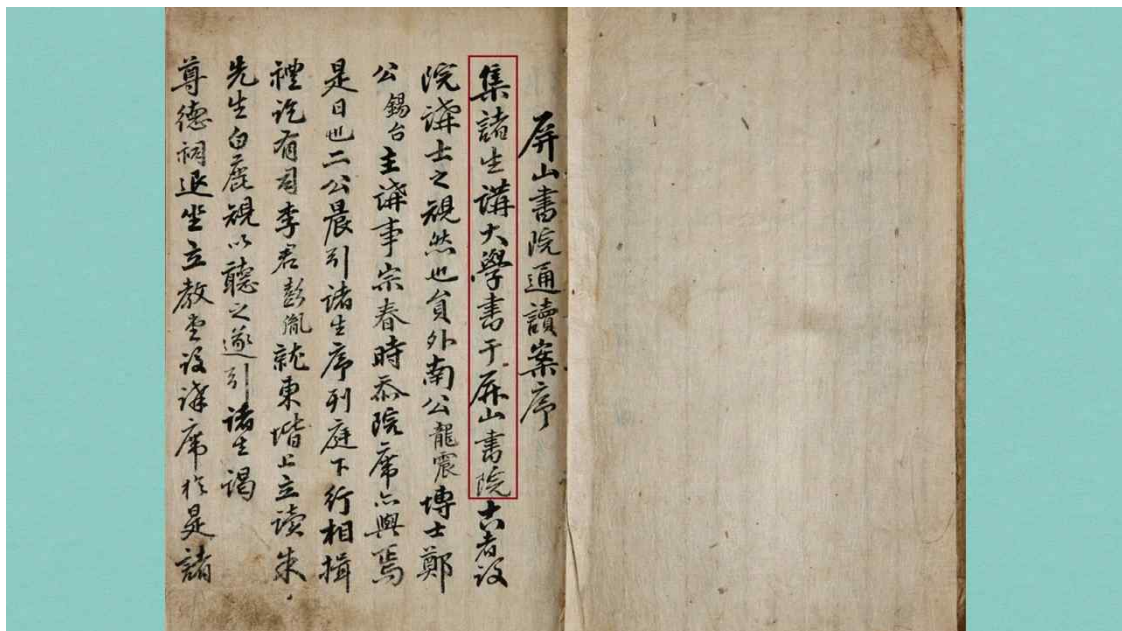 屏山書院通讀案序
集諸生講大學書于屏山書院古者設
院講士之規然也員外南公龍震博士鄭
公錫台主講事宗春時忝院席亦與焉
是日也二公晨引諸生序列庭下行相揖
禮訖有司李君彭胤就東堦上立讀朱
先生白鹿規以聽之遂引諸生謁
尊德祠退坐立教堂設講席於是諸